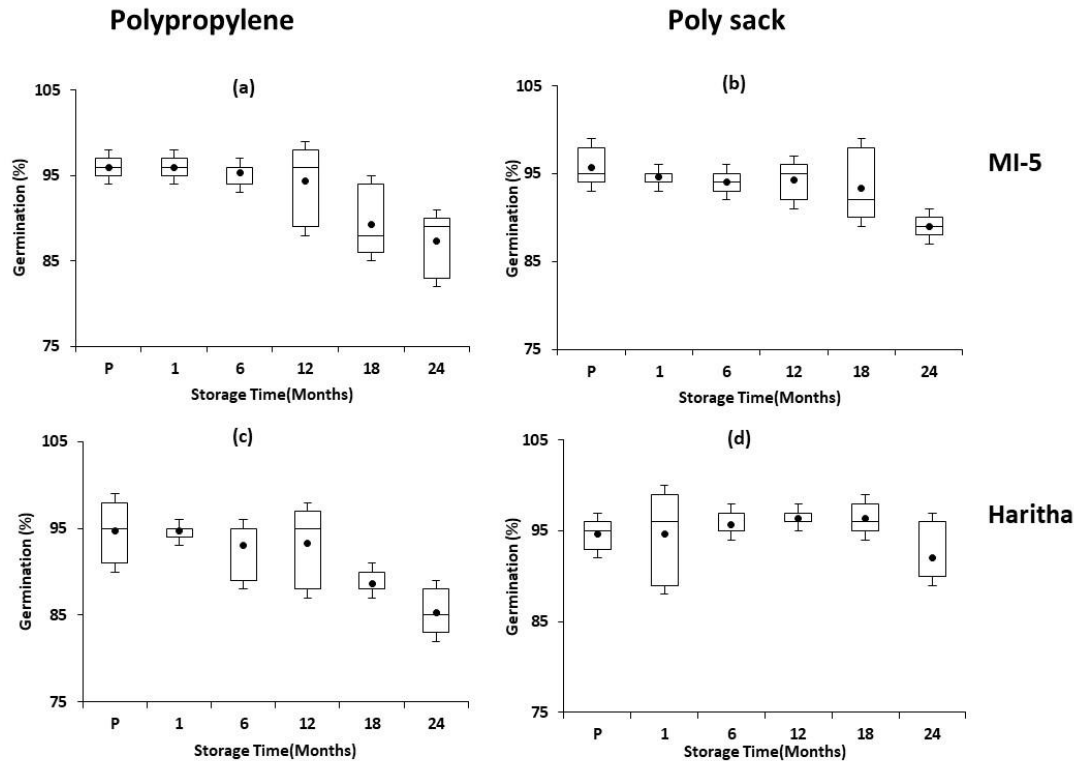 Polypropylene
Poly sack
(a)
105
95
85
75
Germination (%)
P 1 6 12 18 24
Storage Time(Months)
(b)
105
95
85
75
Germination (%)
P 1 6 12 18 24
Storage Time(Months)
MI-5
(c)
105
95
85
75
Germination (%)
P 1 6 12 18 24
Storage Time(Months)
(d)
105
95
85
75
Germination (%)
P 1 6 12 18 24
Storage Time(Months)
Haritha